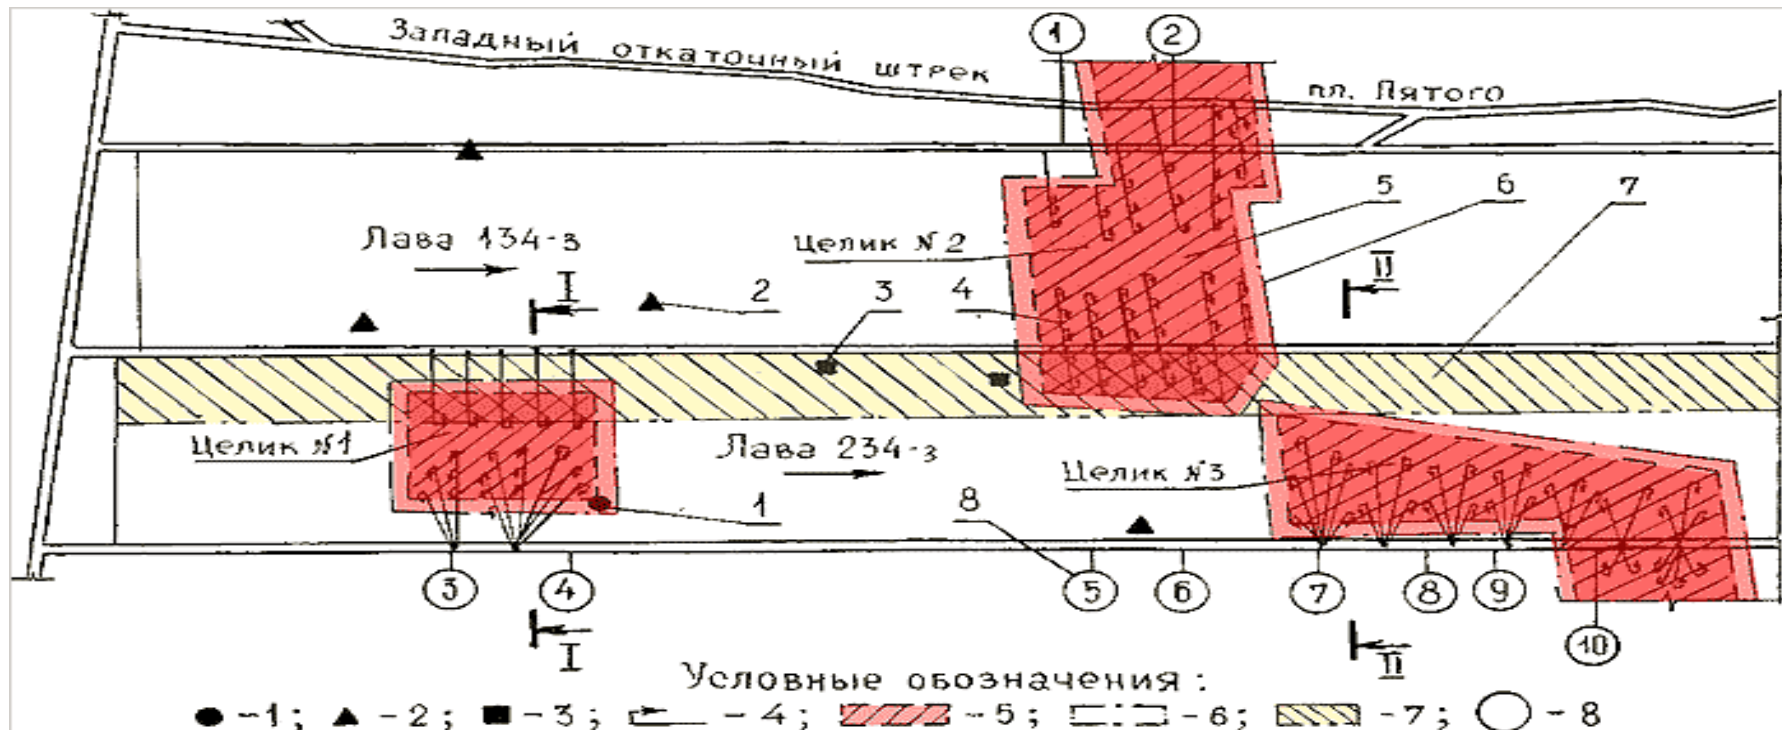 1 2
Западный откаточный штрек пл. Пятого
5 6 7
Лава 134-з
Целик №2
I II
2 3 4
Целик №1
Лава 234-з
Целик №3
1 8
3 4 5 6 7 8 9
10
I II
Условные обозначения:
-1; -2; -3; -4; -5; -6; -7; -8